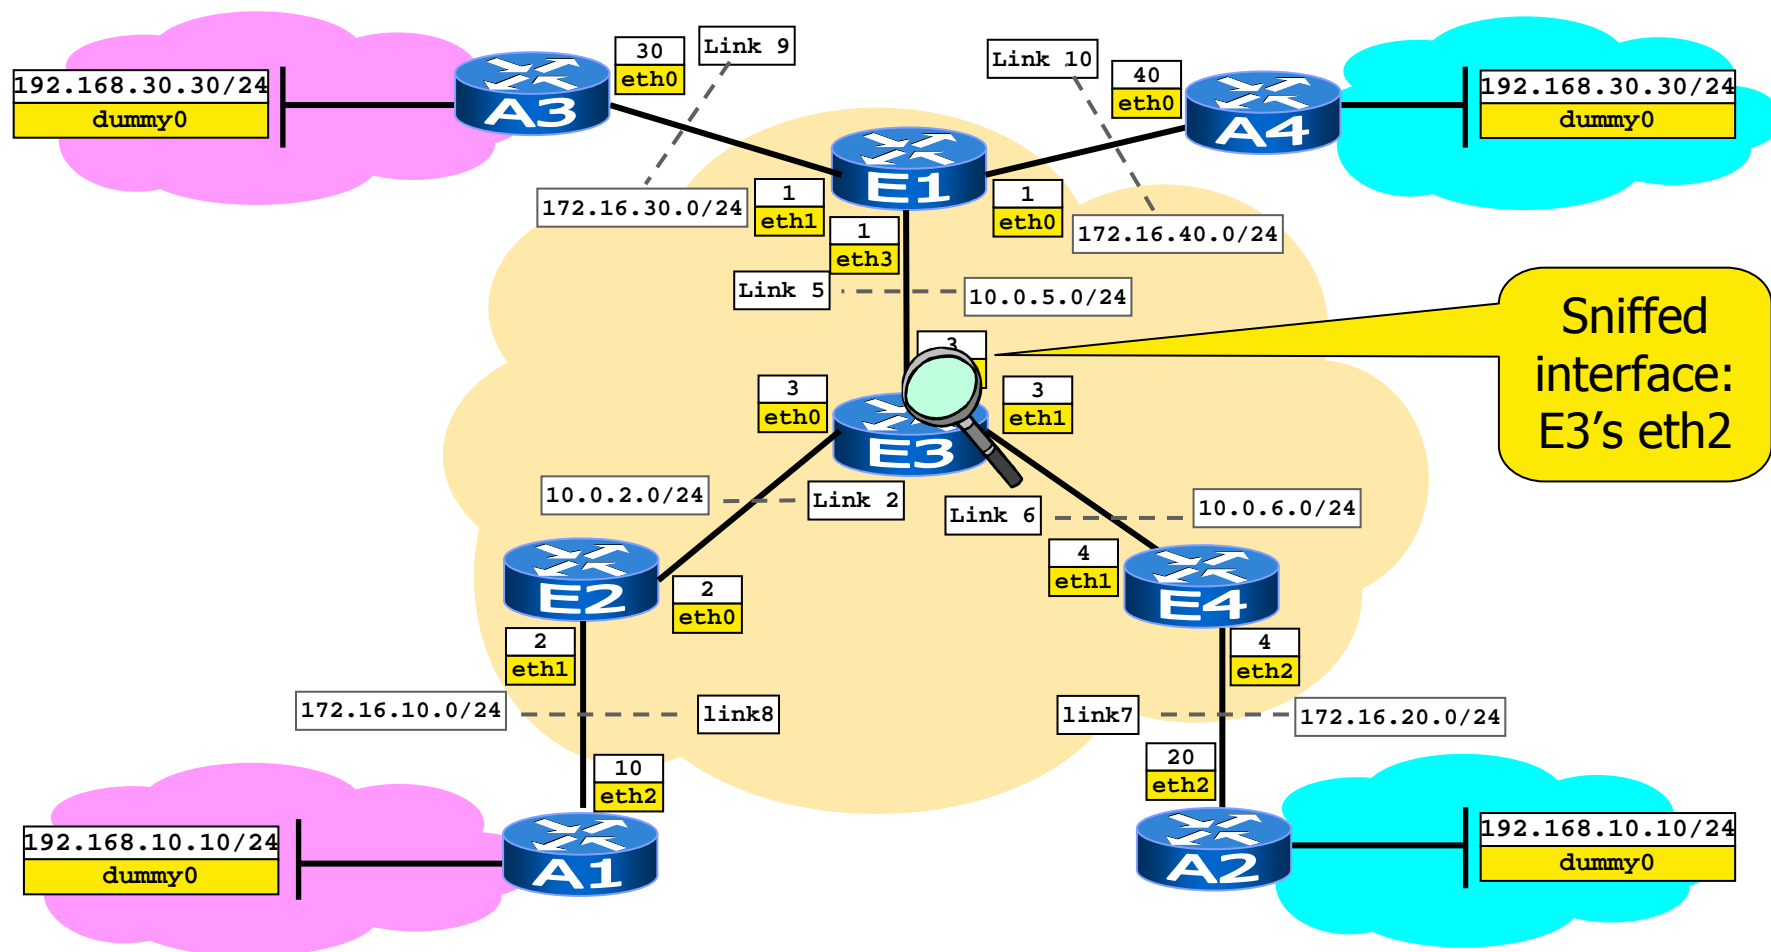 30
eth0
Link 9
Link 10
40
eth0
192.168.30.30/24
dummy0
A3
A4
192.168.30.30/24
dummy0
E1
172.16.30.0/24
1
eth1
1
eth3
1
eth0
172.16.40.0/24
Link 5
10.0.5.0/24
Sniffed
interface:
E3's eth2
3
3
eth0
3
eth1
E3
10.0.2.0/24
Link 2
Link 6
10.0.6.0/24
E2
2
eth0
4
eth1
E4
2
eth1
4
eth2
172.16.10.0/24
link8
link7
172.16.20.0/24
10
eth2
20
eth2
192.168.10.10/24
dummy0
A1
A2
192.168.10.10/24
dummy0